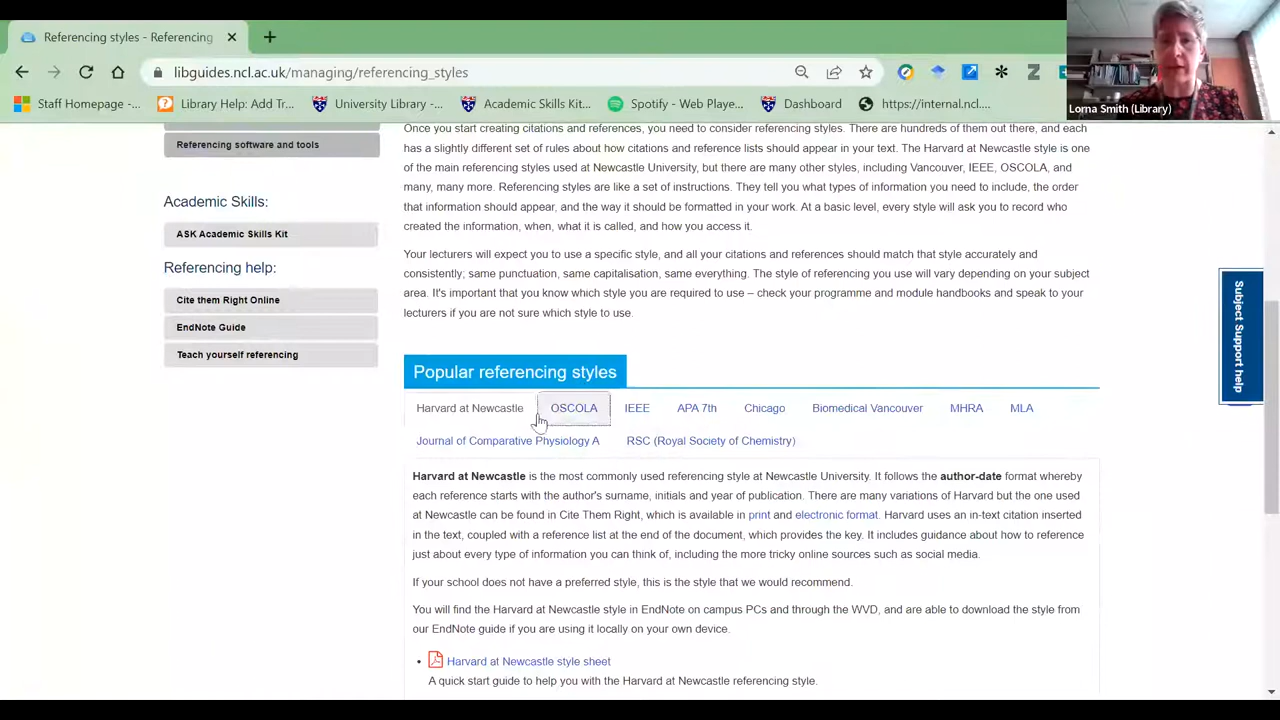 Referencing styles - Referencing
libguides.ncl.ac.uk/managing/referencing_styles
Staff Homepage -...
Library Help: Add Tr...
University Library -...
Academic Skills Kit...
Spotify - Web Playe...
Dashboard
https://internal.ncl....
Lorna Smith (Library)
Referencing software and tools
Academic Skills:
ASK Academic Skills Kit
Referencing help:
Cite them Right Online
EndNote Guide
Teach yourself referencing
Once you start creating citations and references, you need to consider referencing styles. There are hundreds of them out there, and each
has a slightly different set of rules about how citations and reference lists should appear in your text. The Harvard at Newcastle style is one
of the main referencing styles used at Newcastle University, but there are many other styles, including Vancouver, IEEE, OSCOLA, and
many, many more. Referencing styles are like a set of instructions. They tell you what types of information you need to include, the order
that information should appear, and the way it should be formatted in your work. At a basic level, every style will ask you to record who
created the information, when, what it is called, and how you access it.
Your lecturers will expect you to use a specific style, and all your citations and references should match that style accurately and
consistently; same punctuation, same capitalisation, same everything. The style of referencing you use will vary depending on your subject
area. It's important that you know which style you are required to use – check your programme and module handbooks and speak to your
lecturers if you are not sure which style to use.
Popular referencing styles
Harvard at Newcastle OSCOLA IEEE APA 7th Chicago Biomedical Vancouver MHRA MLA
Journal of Comparative Physiology A RSC (Royal Society of Chemistry)
Harvard at Newcastle is the most commonly used referencing style at Newcastle University. It follows the author-date format whereby
each reference starts with the author's surname, initials and year of publication. There are many variations of Harvard but the one used
at Newcastle can be found in Cite Them Right, which is available in print and electronic format. Harvard uses an in-text citation inserted
in the text, coupled with a reference list at the end of the document, which provides the key. It includes guidance about how to reference
just about every type of information you can think of, including the more tricky online sources such as social media.
If your school does not have a preferred style, this is the style that we would recommend.
You will find the Harvard at Newcastle style in EndNote on campus PCs and through the WVD, and are able to download the style from
our EndNote guide if you are using it locally on your own device.
• Harvard at Newcastle style sheet
A quick start guide to help you with the Harvard at Newcastle referencing style.
Subject Support help